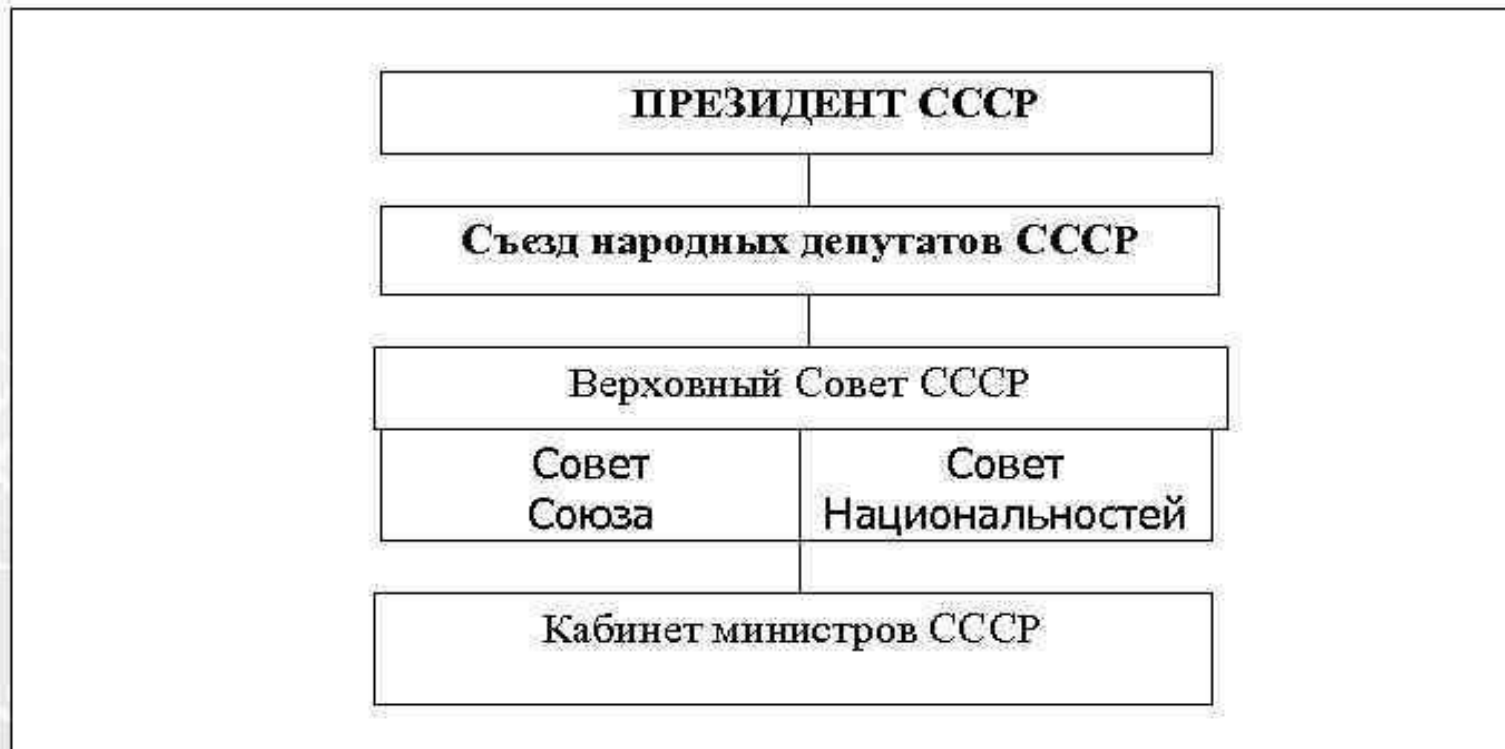 ПРЕЗИДЕНТ СССР
Съезд народных депутатов СССР
Верховный Совет СССР
Совет
Союза
Совет
Национальностей
Кабинет министров СССР